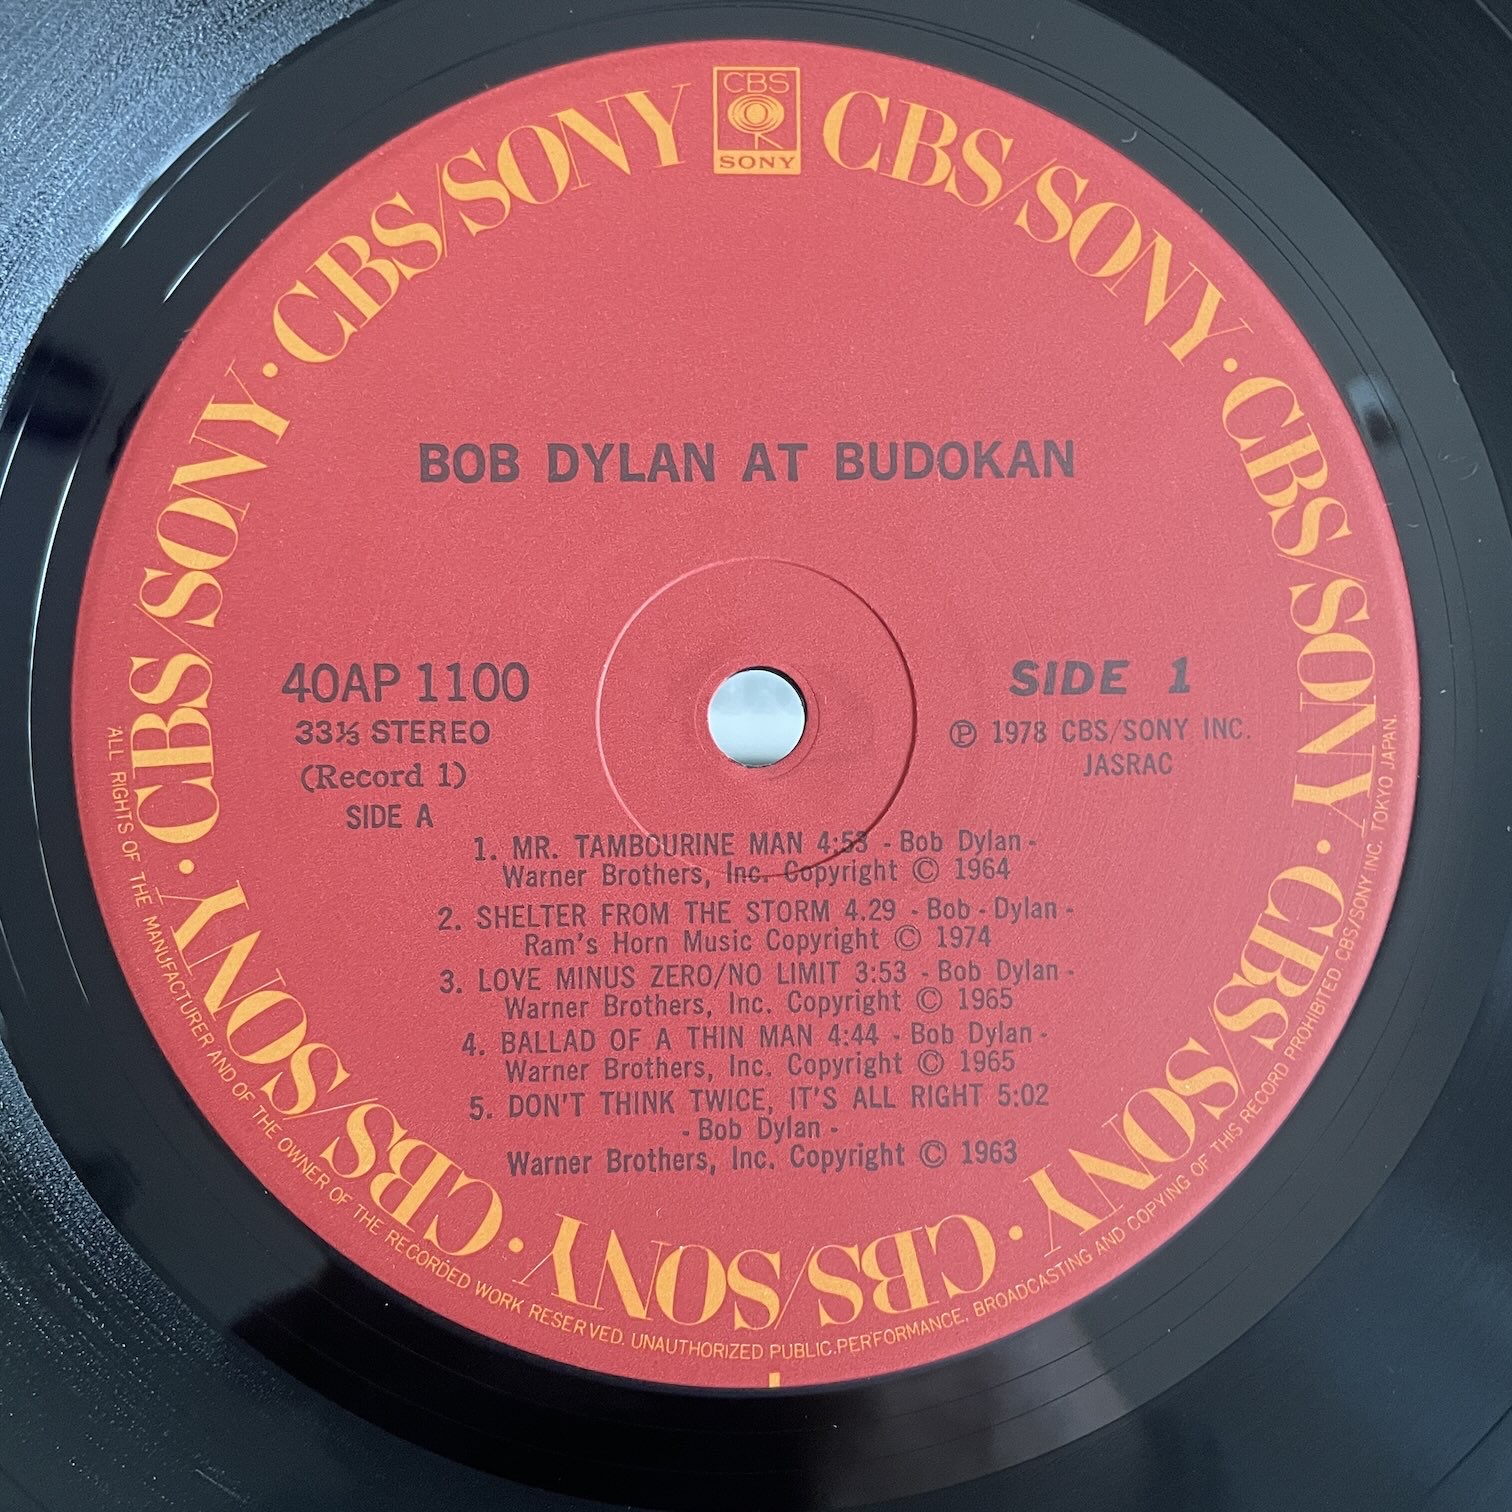 CBS
SONY
CBS/SONY · CBS/SONY · CBS/SONY · CBS/SONY · CBS/SONY · CBS/SONY · CBS/SONY
BOB DYLAN AT BUDOKAN
40AP 1100
33⅓ STEREO
(Record 1)
SIDE A
SIDE 1
Ⓟ 1978 CBS/SONY INC.
JASRAC
1. MR. TAMBOURINE MAN 4:53 - Bob Dylan -
Warner Brothers, Inc. Copyright © 1964
2. SHELTER FROM THE STORM 4.29 - Bob - Dylan -
Ram's Horn Music Copyright © 1974
3. LOVE MINUS ZERO/NO LIMIT 3:53 - Bob Dylan -
Warner Brothers, Inc. Copyright © 1965
4. BALLAD OF A THIN MAN 4:44 - Bob Dylan -
Warner Brothers, Inc. Copyright © 1965
5. DON'T THINK TWICE, IT'S ALL RIGHT 5:02
- Bob Dylan -
Warner Brothers, Inc. Copyright © 1963
ALL RIGHTS OF THE MANUFACTURER AND OF THE OWNER OF THE RECORDED WORK RESERVED. UNAUTHORIZED PUBLIC.PERFORMANCE, BROADCASTING AND COPYING OF THIS RECORD PROHIBITED CBS/SONY INC. TOKYO JAPAN.